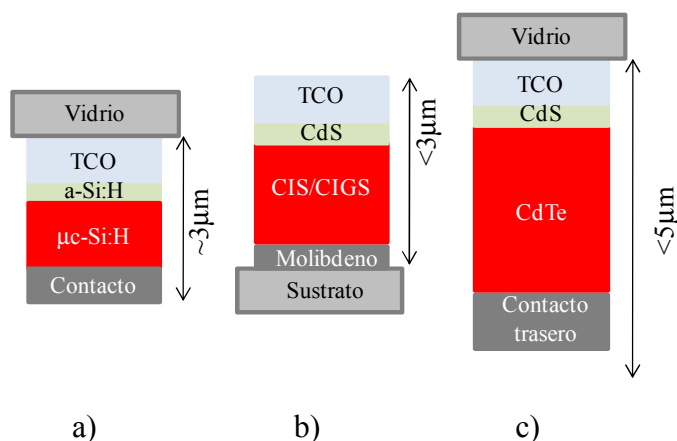 Vidrio
TCO
a-Si:H
μc-Si:H
Contacto
~3μm
a)
TCO
CdS
CIS/CIGS
Molibdeno
Sustrato
<3μm
b)
Vidrio
TCO
CdS
CdTe
Contacto
trasero
<5μm
c)